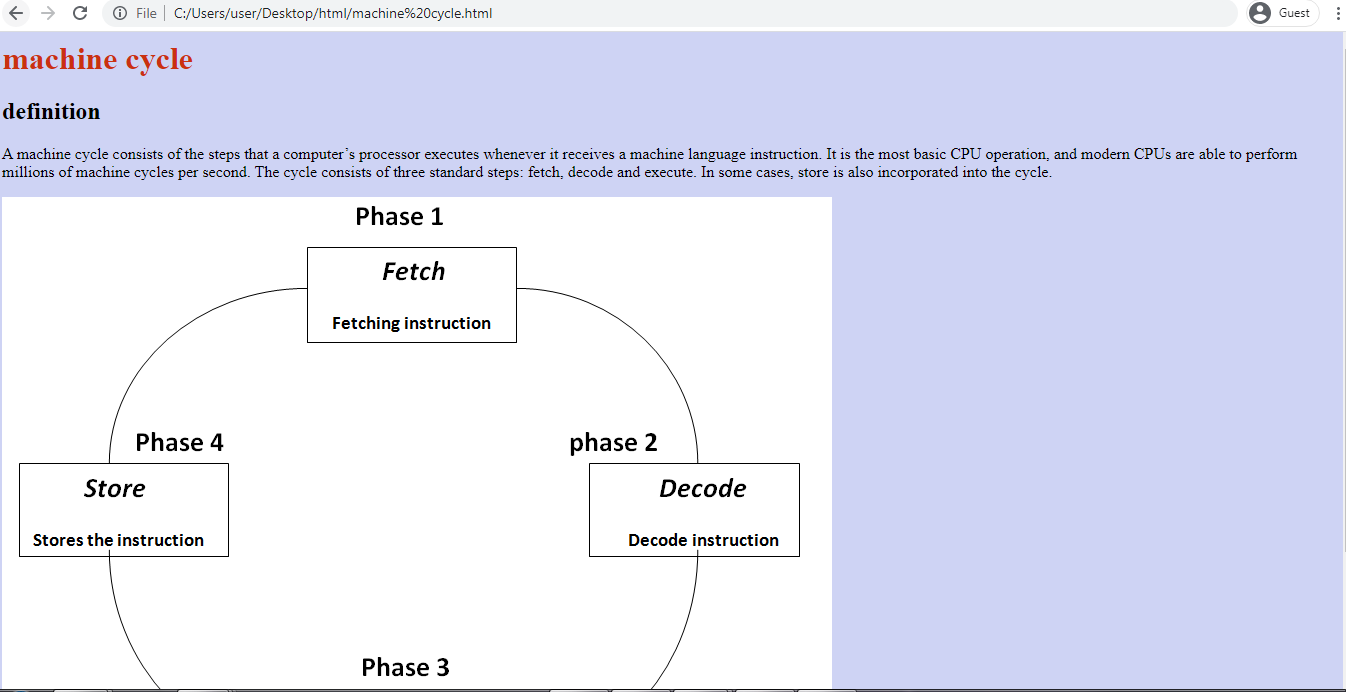 File
C:/Users/user/Desktop/html/machine%20cycle.html
Guest
machine cycle
definition
A machine cycle consists of the steps that a computer’s processor executes whenever it receives a machine language instruction. It is the most basic CPU operation, and modern CPUs are able to perform
millions of machine cycles per second. The cycle consists of three standard steps: fetch, decode and execute. In some cases, store is also incorporated into the cycle.
Phase 1
Fetch
Fetching instruction
Phase 4
phase 2
Store
Decode
Stores the instruction
Decode instruction
Phase 3